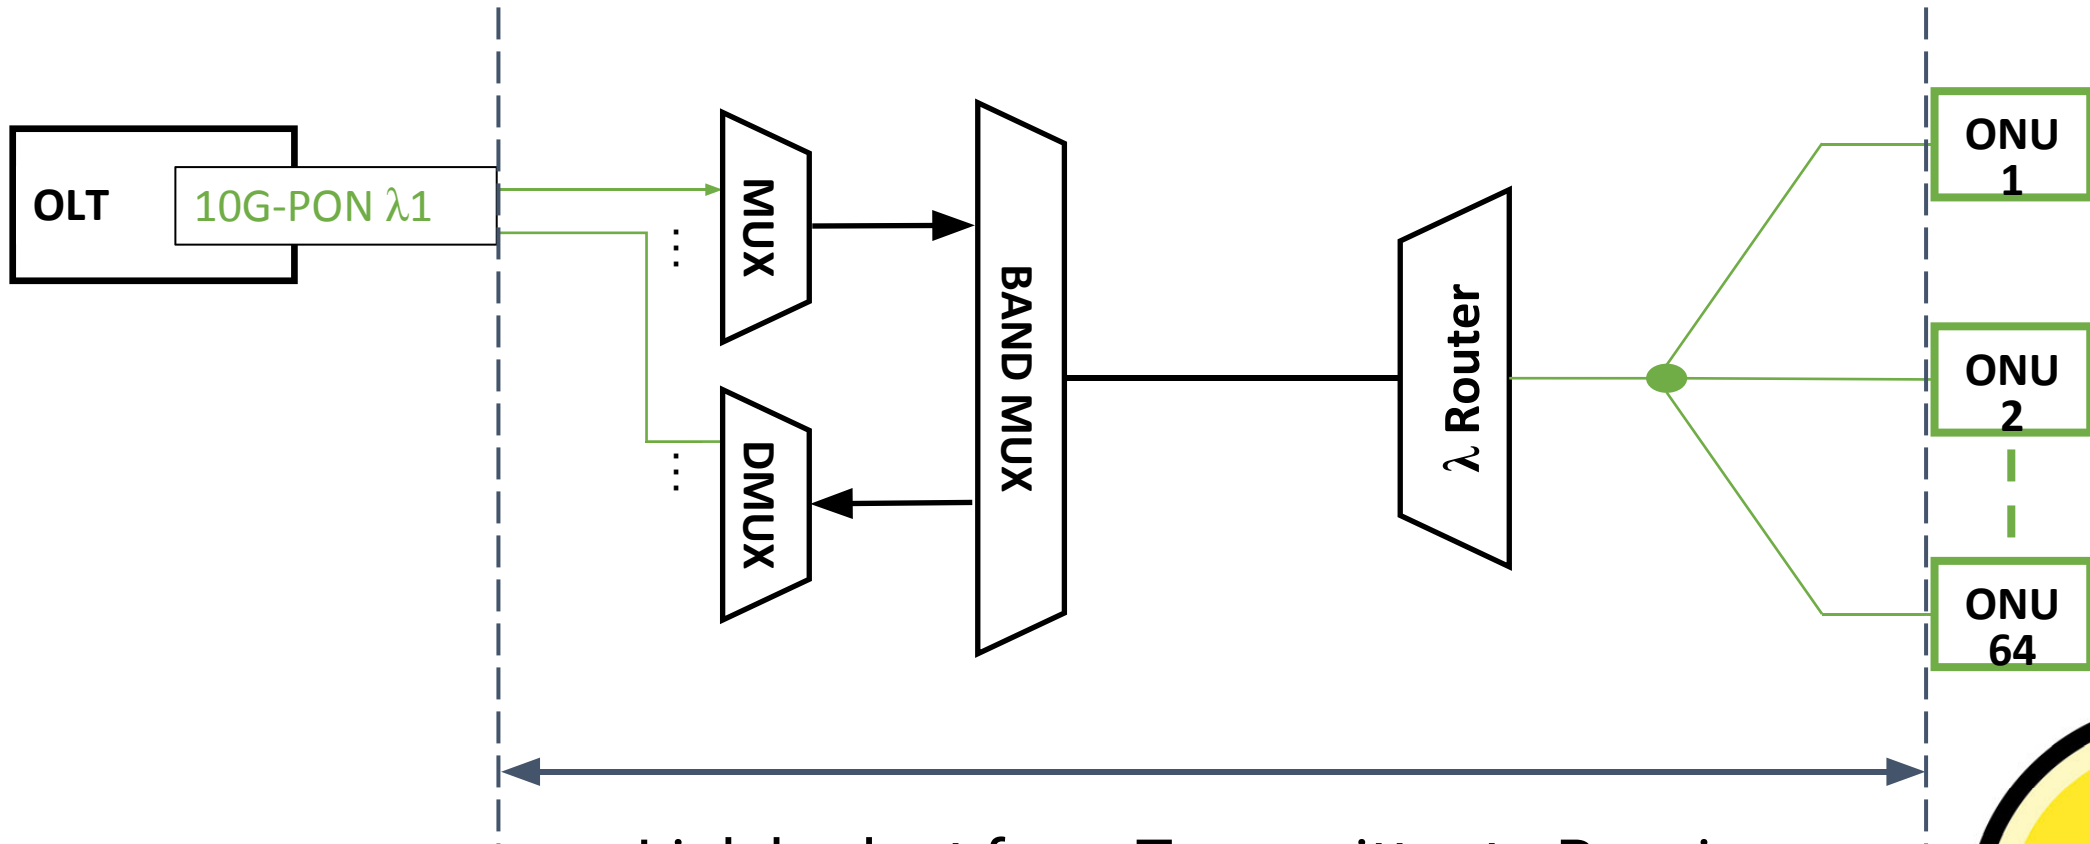 OLT
10G-PON λ1
MUX
DMUX
BAND MUX
λ Router
ONU
1
ONU
2
ONU
64